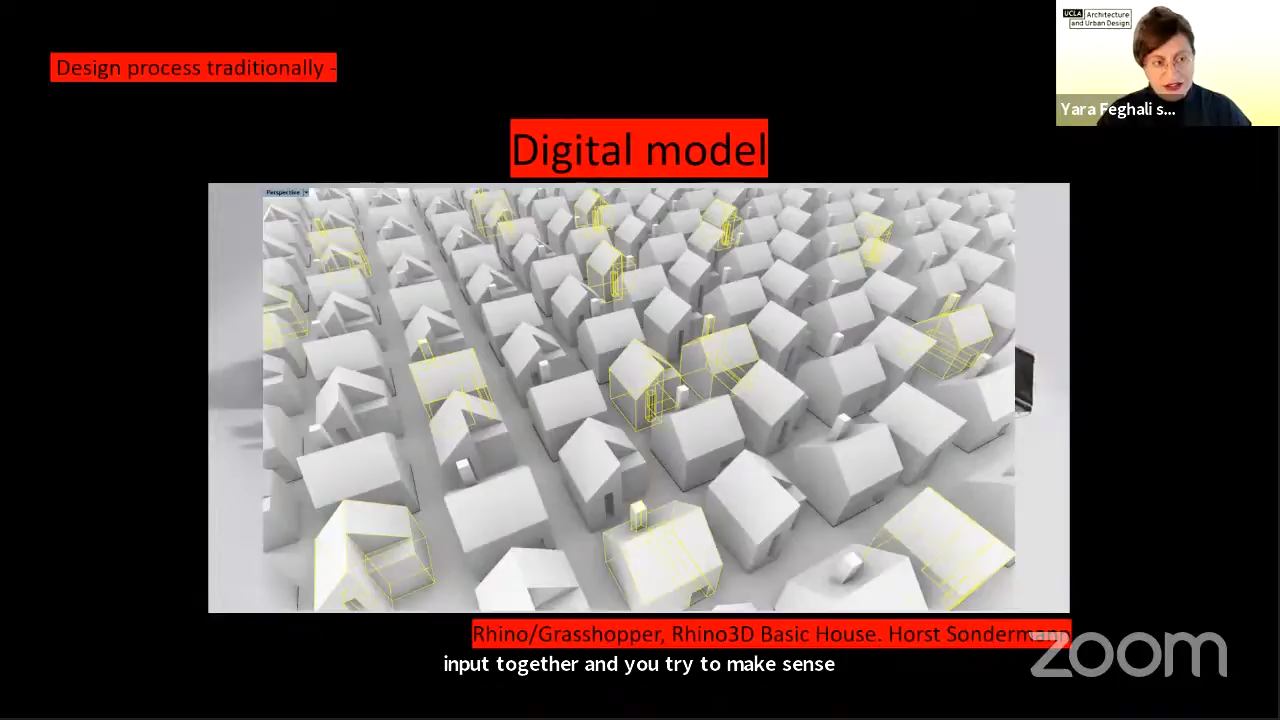 Design process traditionally -
UCLA Architecture
and Urban Design
Yara Feghali s...
Digital model
Perspective
Rhino/Grasshopper, Rhino3D Basic House. Horst Sondermann
input together and you try to make sense
zoom